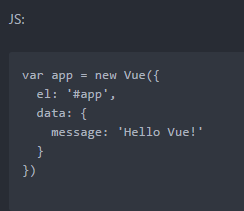 JS:
var app = new Vue({
  el: '#app',
  data: {
    message: 'Hello Vue!'
  }
})